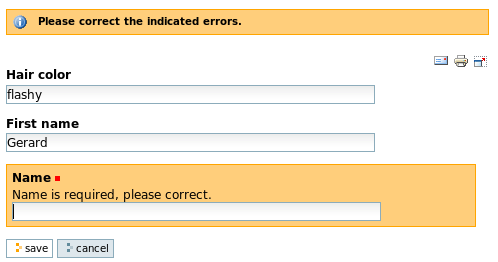 Please correct the indicated errors.
Hair color
flashy
First name
Gerard
Name
Name is required, please correct.
save cancel